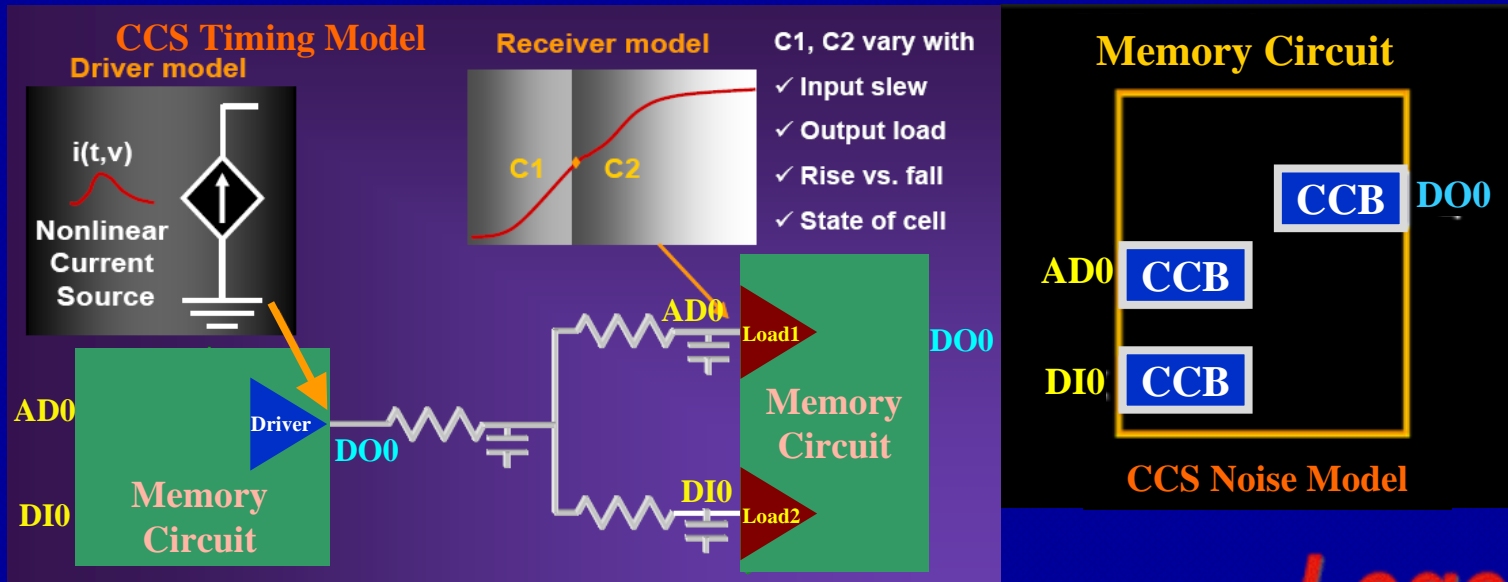 CCS Timing Model
Driver model
i(t,v)
Nonlinear
Current
Source
Receiver model
C1
C2
C1, C2 vary with
✓ Input slew
✓ Output load
✓ Rise vs. fall
✓ State of cell
AD0
DI0
Driver
DO0
Memory
Circuit
AD0
Load1
DI0
Load2
Memory
Circuit
DO0
Memory Circuit
CCB
DO0
AD0
CCB
DI0
CCB
CCS Noise Model